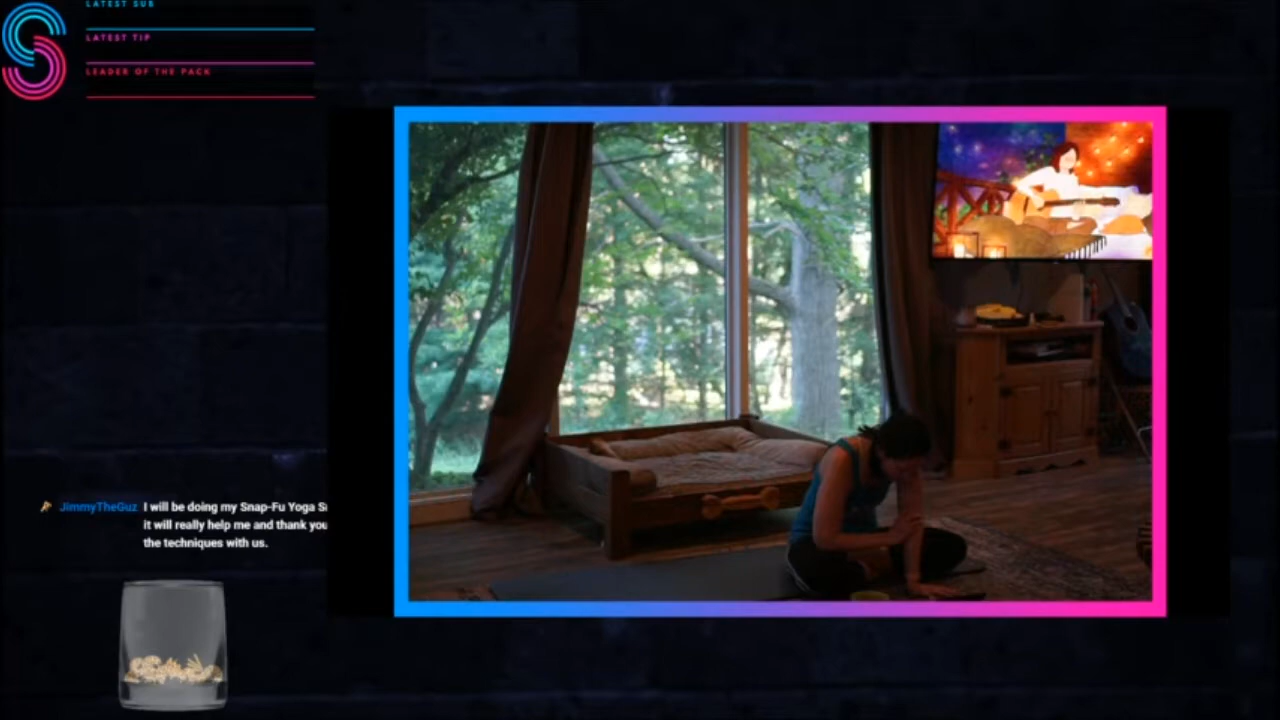 LATEST SUB
LATEST TIP
LEADER OF THE PACK
JimmyTheGuz I will be doing my Snap-Fu Yoga
it will really help me and thank you
the techniques with us.